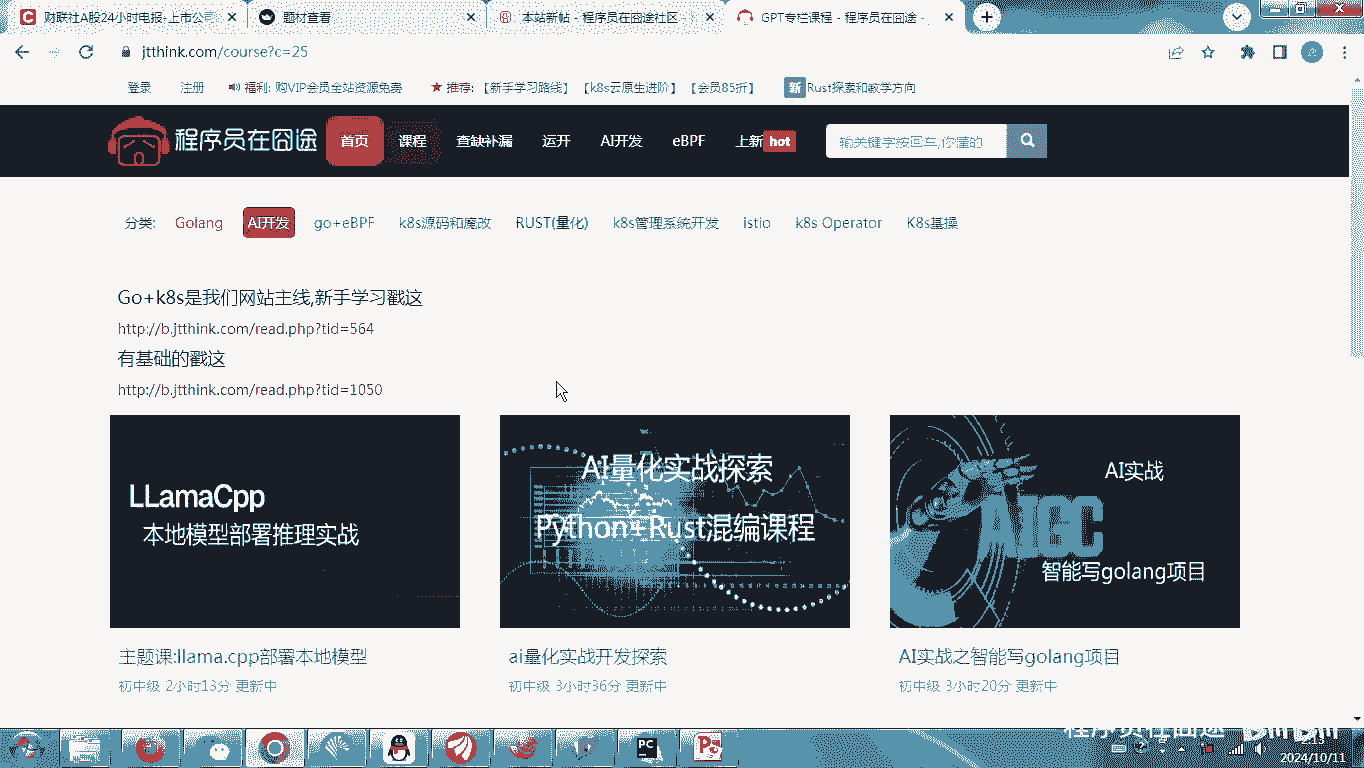 财联社A股24小时电报-上市公司
题材查看
本站新帖 - 程序员在囧途社区 -
GPT专栏课程 - 程序员在囧途 -
jtthink.com/course?c=25
登录 注册 福利: 购VIP会员全站资源免费 ★ 推荐: 【新手学习路线】 【k8s云原生进阶】 【会员85折】 新 Rust探索和教学方向
程序员在囧途 首页 课程 查缺补漏 运开 AI开发 eBPF 上新 hot 输关键字按回车,你懂的
分类: Golang AI开发 go+eBPF k8s源码和魔改 RUST(量化) k8s管理系统开发 istio k8s Operator K8s基操
Go+k8s是我们网站主线,新手学习戳这
http://b.jtthink.com/read.php?tid=564
有基础的戳这
http://b.jtthink.com/read.php?tid=1050
LLamaCpp
本地模型部署推理实战
AI量化实战探索
Python+Rust混编课程
AI实战
AIGC
智能写golang项目
主题课:llama.cpp部署本地模型
初中级 2小时13分 更新中
ai量化实战开发探索
初中级 3小时36分 更新中
AI实战之智能写golang项目
初中级 3小时20分 更新中
程序员在囧途
2024/10/11